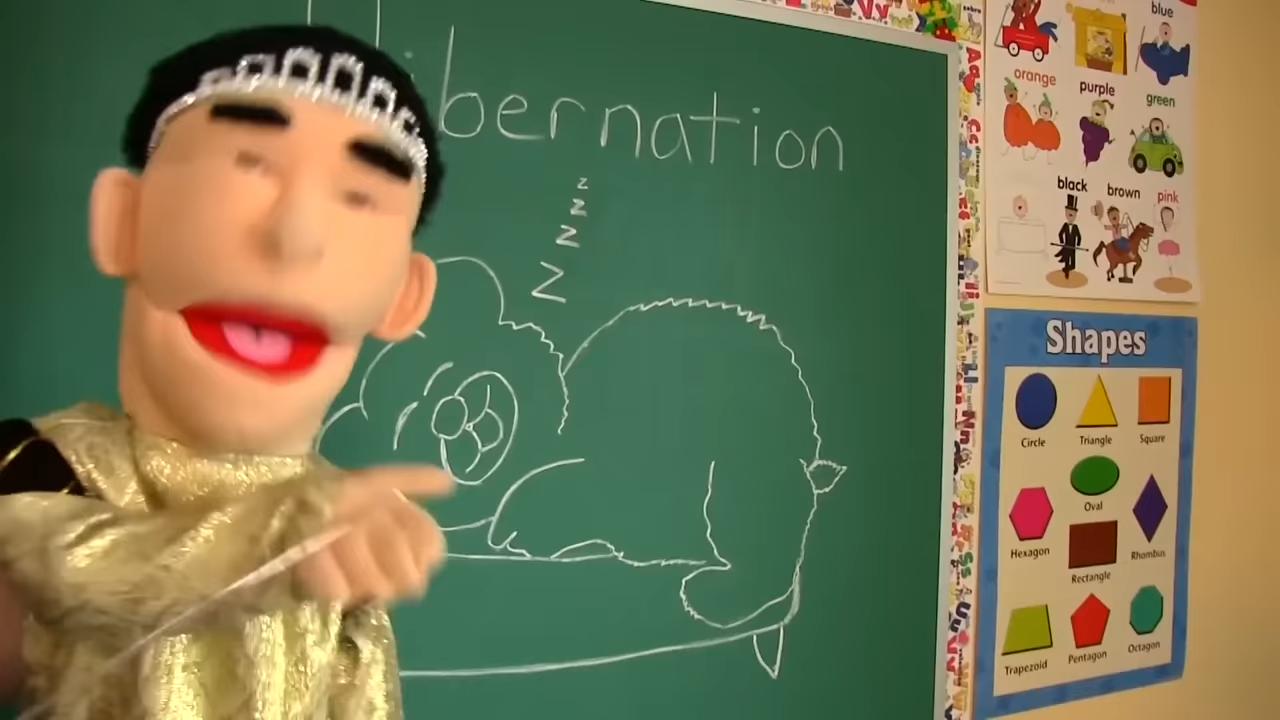 ibernation
z
z
z
Z
blue
orange
purple
green
black
brown
pink
Shapes
Circle
Triangle
Square
Oval
Hexagon
Rhombus
Rectangle
Trapezoid
Pentagon
Octagon